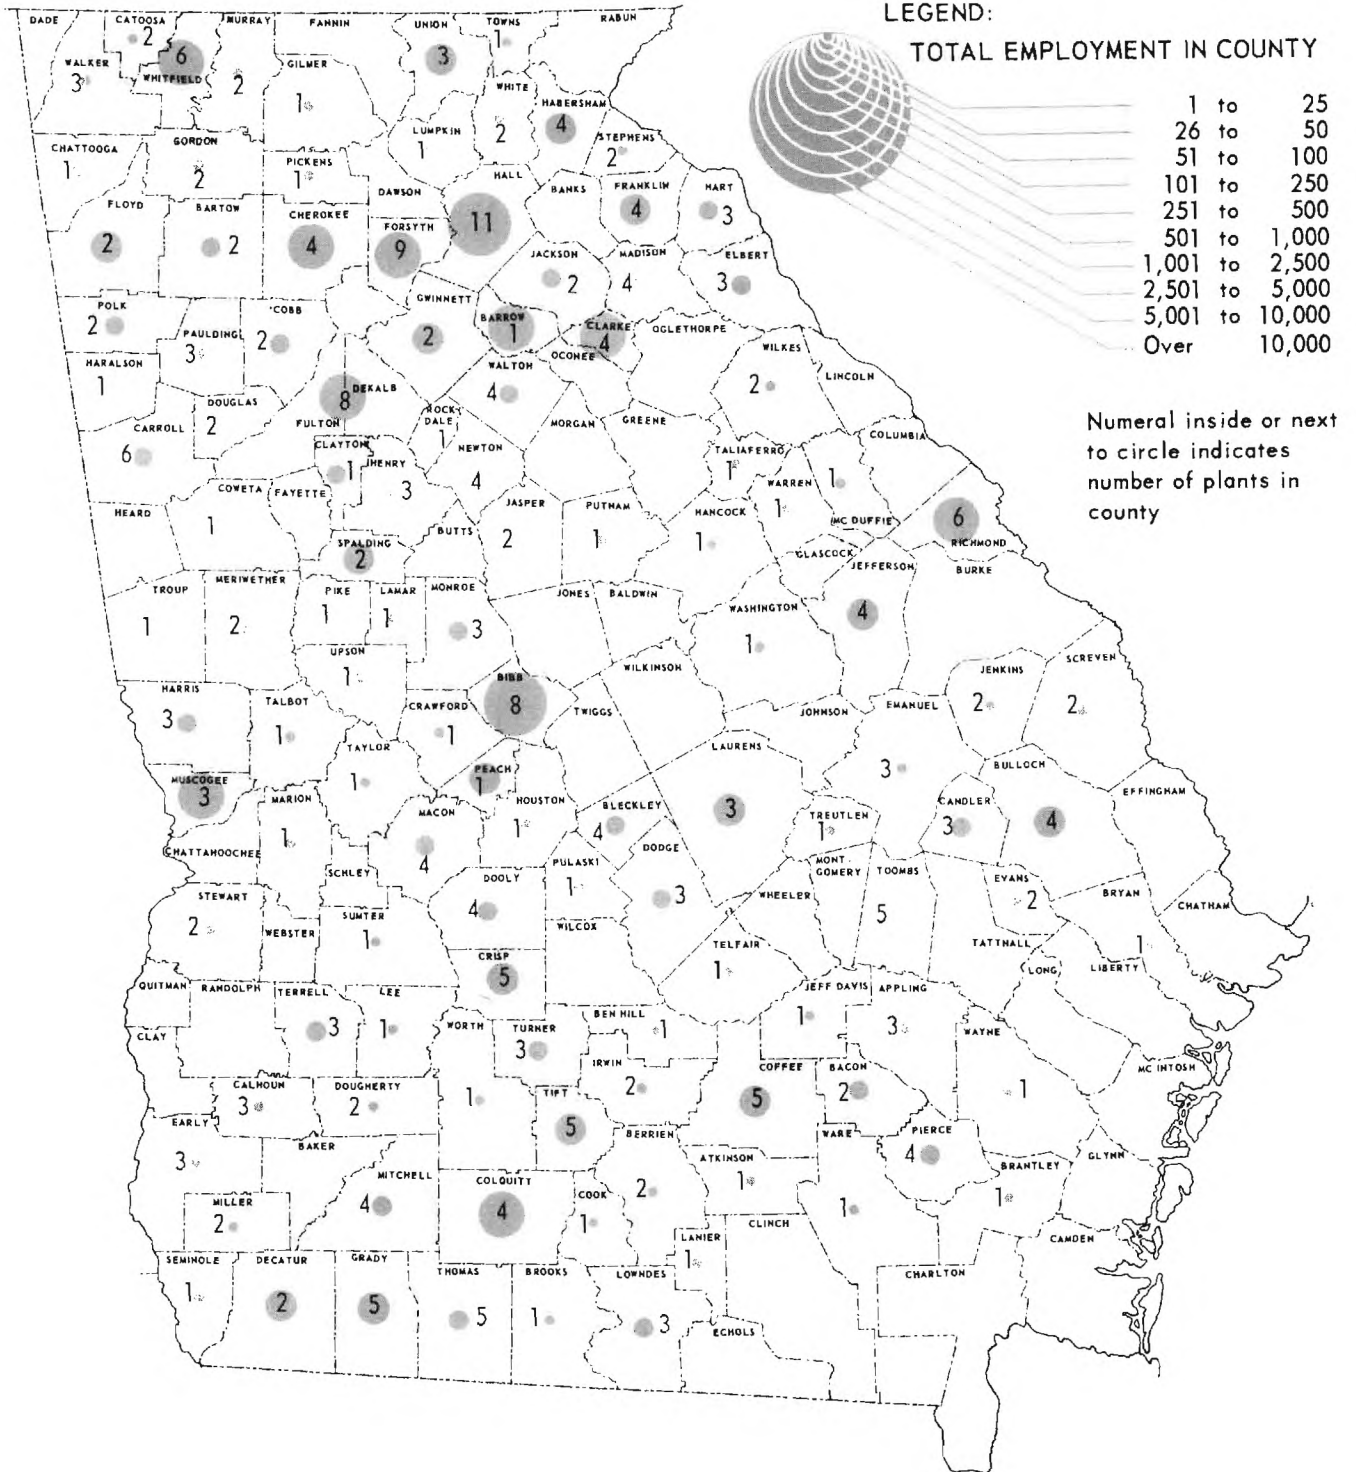 LEGEND:
TOTAL EMPLOYMENT IN COUNTY
1 to 25
26 to 50
51 to 100
101 to 250
251 to 500
501 to 1,000
1,001 to 2,500
2,501 to 5,000
5,001 to 10,000
Over 10,000
Numeral inside or next
to circle indicates
number of plants in
county
DADE
CATOOSA
2
6
WHITFIELD
MURRAY
2
FANNIN
UNION
3
TOWNS
1
RABUN
WALKER
3
GILMER
1
WHITE
2
HABERSHAM
4
LUMPKIN
1
STEPHENS
2
CHATTOOGA
1
GORDON
2
PICKENS
1
DAWSON
HALL
11
BANKS
FRANKLIN
4
HART
3
FLOYD
2
BARTOW
2
CHEROKEE
4
FORSYTH
9
JACKSON
2
MADISON
4
ELBERT
3
POLK
2
PAULDING
3
COBB
2
GWINNETT
2
BARROW
1
CLARKE
4
OCONEE
OGLETHORPE
WILKES
2
LINCOLN
HARALSON
1
DOUGLAS
2
8
DEKALB
FULTON
WALTON
4
ROCK
DALE
1
MORGAN
GREENE
CARROLL
6
CLAYTON
1
HENRY
3
NEWTON
4
TALIAFERRO
1
COLUMBIA
WARREN
1
1
MC DUFFIE
HEARD
COWETA
1
FAYETTE
SPALDING
2
BUTTS
JASPER
2
PUTNAM
1
HANCOCK
1
6
RICHMOND
GLASCOCK
JEFFERSON
4
BURKE
TROUP
1
MERIWETHER
2
PIKE
1
LAMAR
1
MONROE
3
JONES
BALDWIN
WASHINGTON
1
UPSON
1
BIBB
8
WILKINSON
JENKINS
2
SCREVEN
2
HARRIS
3
TALBOT
1
CRAWFORD
1
TWIGGS
JOHNSON
EMANUEL
3
TAYLOR
1
LAURENS
3
MUSCOGEE
3
MARION
1
PEACH
1
HOUSTON
1
BLECKLEY
4
BULLOCH
4
EFFINGHAM
CANDLER
3
TREUTLEN
1
MACON
4
CHATTAHOOCHEE
SCHLEY
DODGE
3
PULASKI
1
MONT-
GOMERY
TOOMBS
5
EVANS
2
BRYAN
1
CHATHAM
STEWART
2
WEBSTER
SUMTER
1
DOOLY
4
WILCOX
WHEELER
TELFAIR
1
TATTNALL
CRISP
5
LONG
LIBERTY
QUITMAN
RANDOLPH
TERRELL
3
LEE
1
JEFF DAVIS
1
APPLING
3
CLAY
WORTH
1
TURNER
3
BEN HILL
1
IRWIN
2
WAYNE
1
MC INTOSH
CALHOUN
3
DOUGHERTY
2
TIFT
5
COFFEE
5
BACON
2
EARLY
3
BAKER
BERRIEN
2
WARE
1
PIERCE
4
GLYNN
MITCHELL
4
COLQUITT
4
COOK
1
ATKINSON
1
BRANTLEY
1
MILLER
2
LANIER
1
CLINCH
CAMDEN
SEMINOLE
1
DECATUR
2
GRADY
5
THOMAS
5
BROOKS
1
LOWNDES
3
ECHOLS
CHARLTON